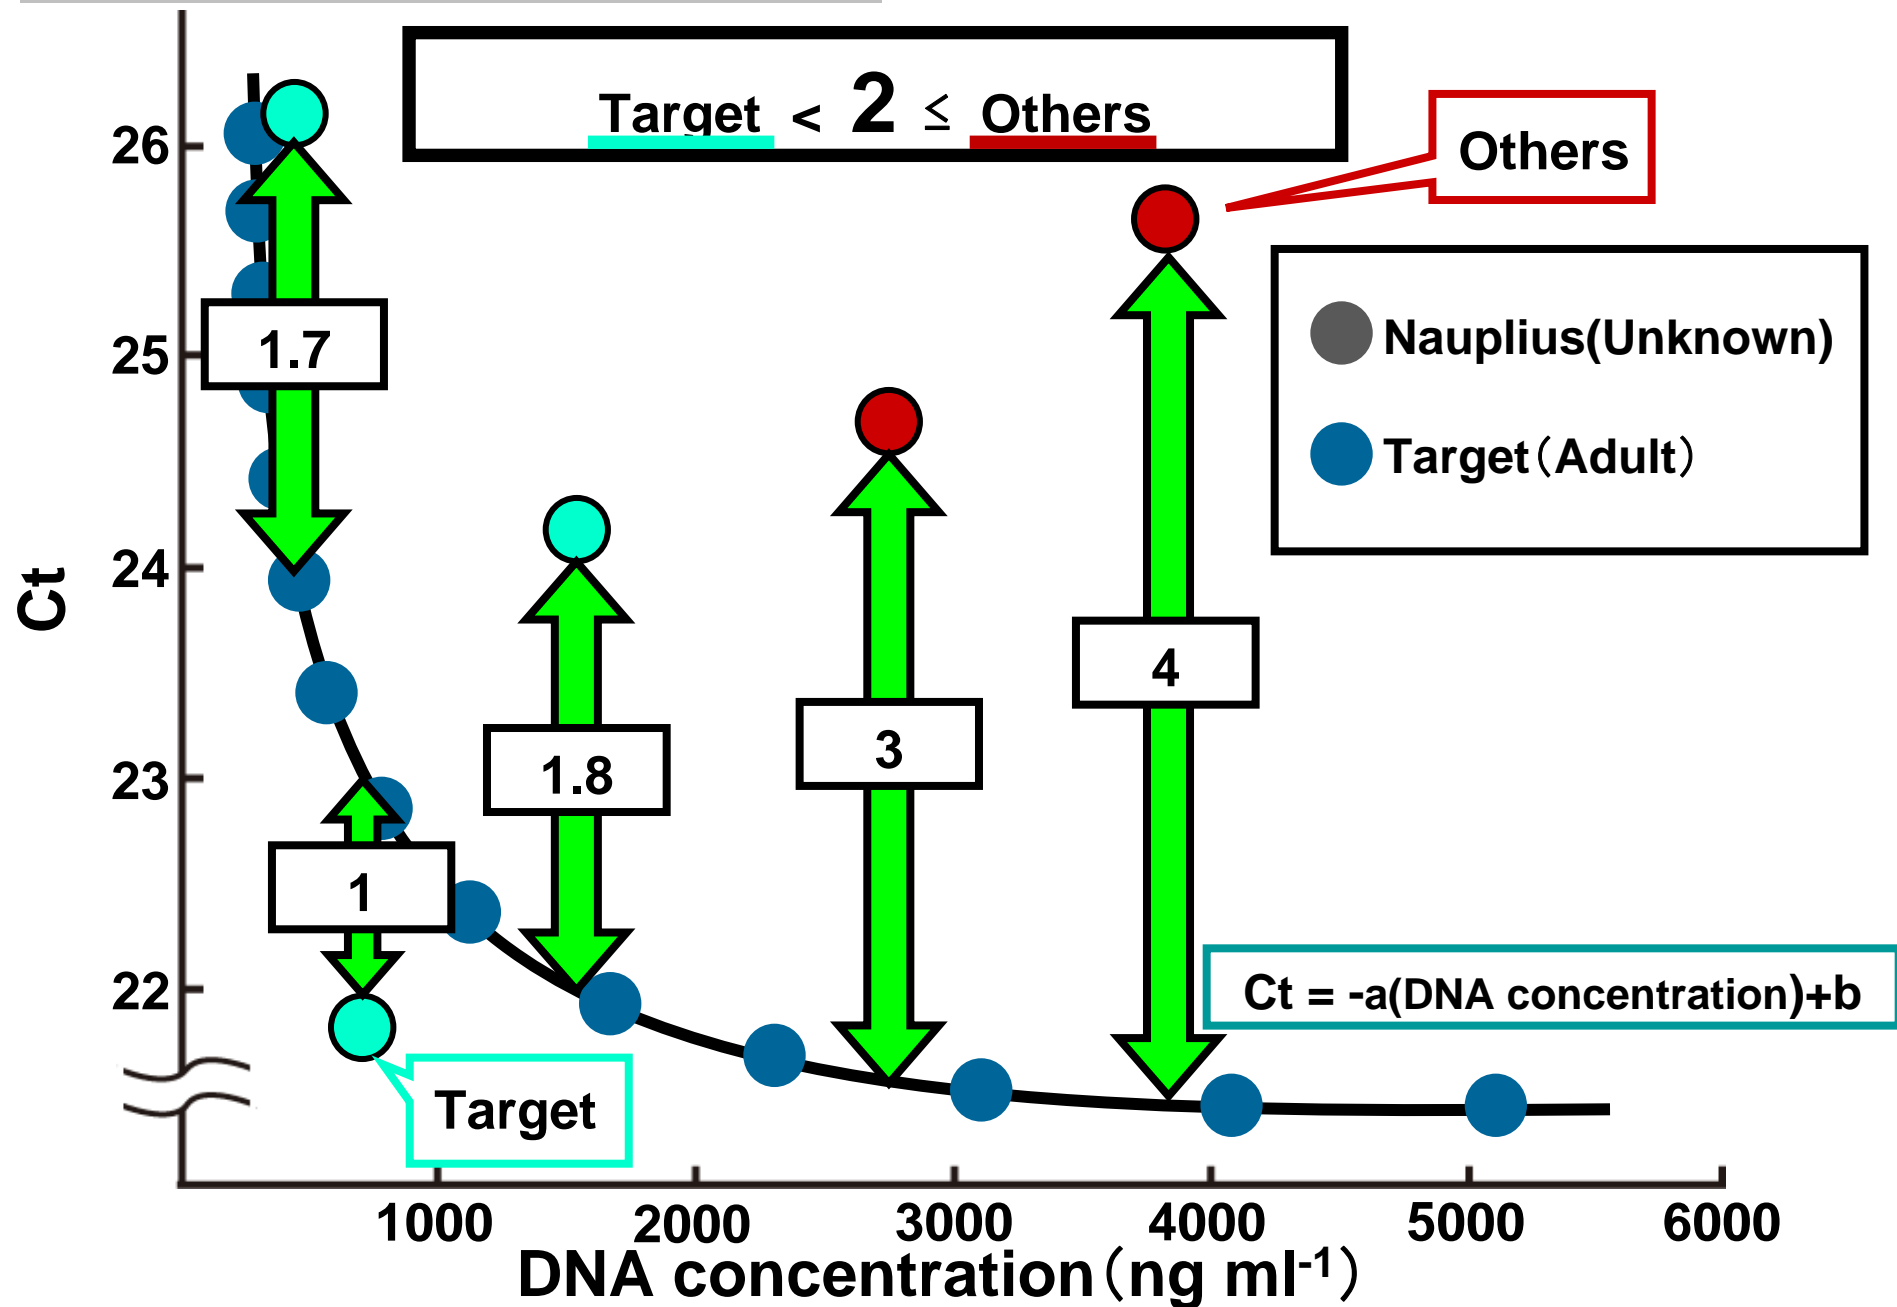 Target < 2 ≤ Others
Others
26
25
24
23
22
Ct
1.7
1
1.8
3
4
Nauplius(Unknown)
Target（Adult）
Ct = -a(DNA concentration)+b
Target
1000 2000 3000 4000 5000 6000
DNA concentration（ng ml-1）